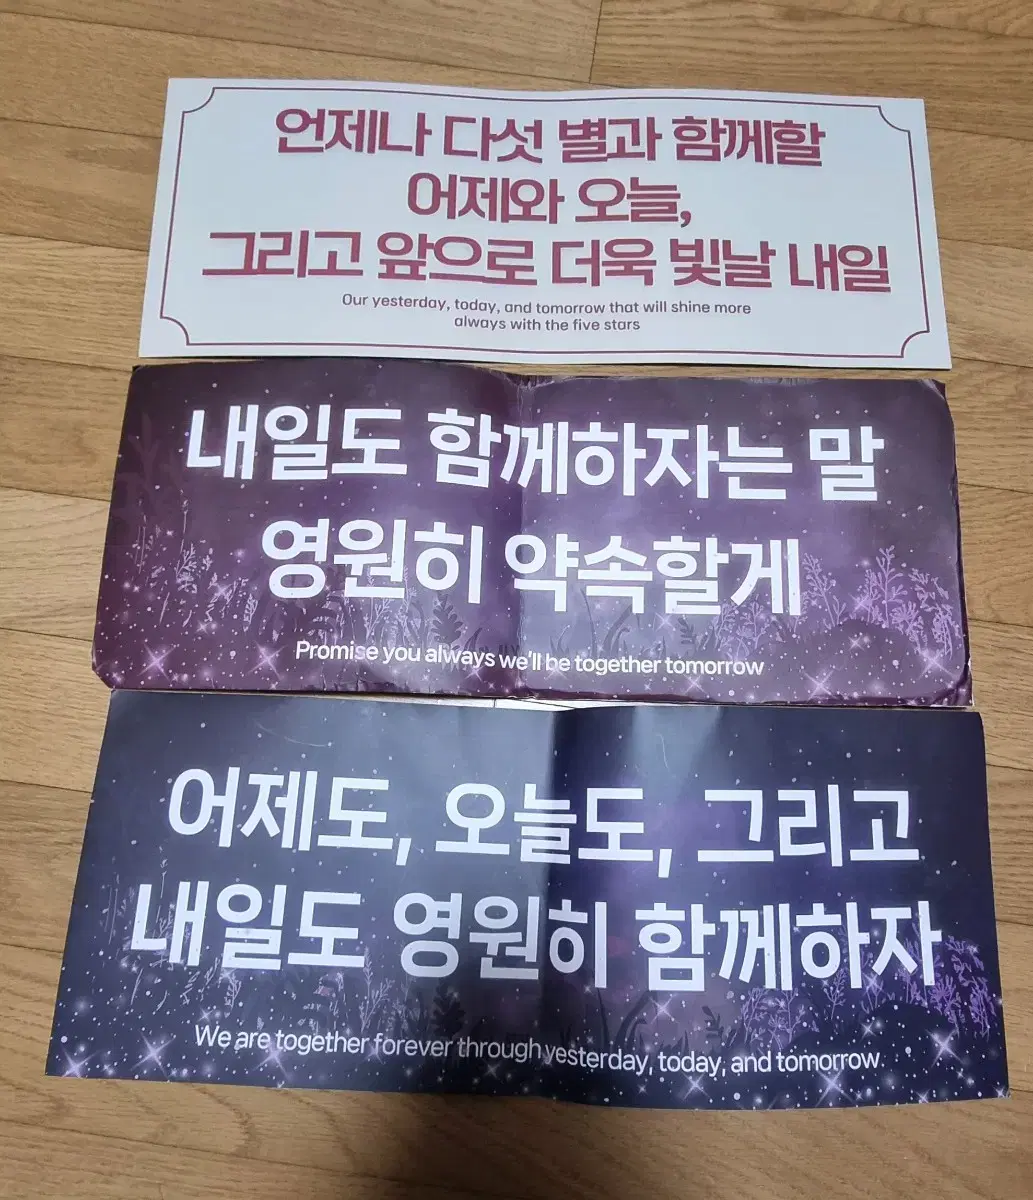 언제나 다섯 별과 함께할
어제와 오늘,
그리고 앞으로 더욱 빛날 내일
Our yesterday, today, and tomorrow that will shine more
always with the five stars
내일도 함께하자는 말
영원히 약속할게
Promise you always we'll be together tomorrow
어제도, 오늘도, 그리고
내일도 영원히 함께하자
We are together forever through yesterday, today, and tomorrow